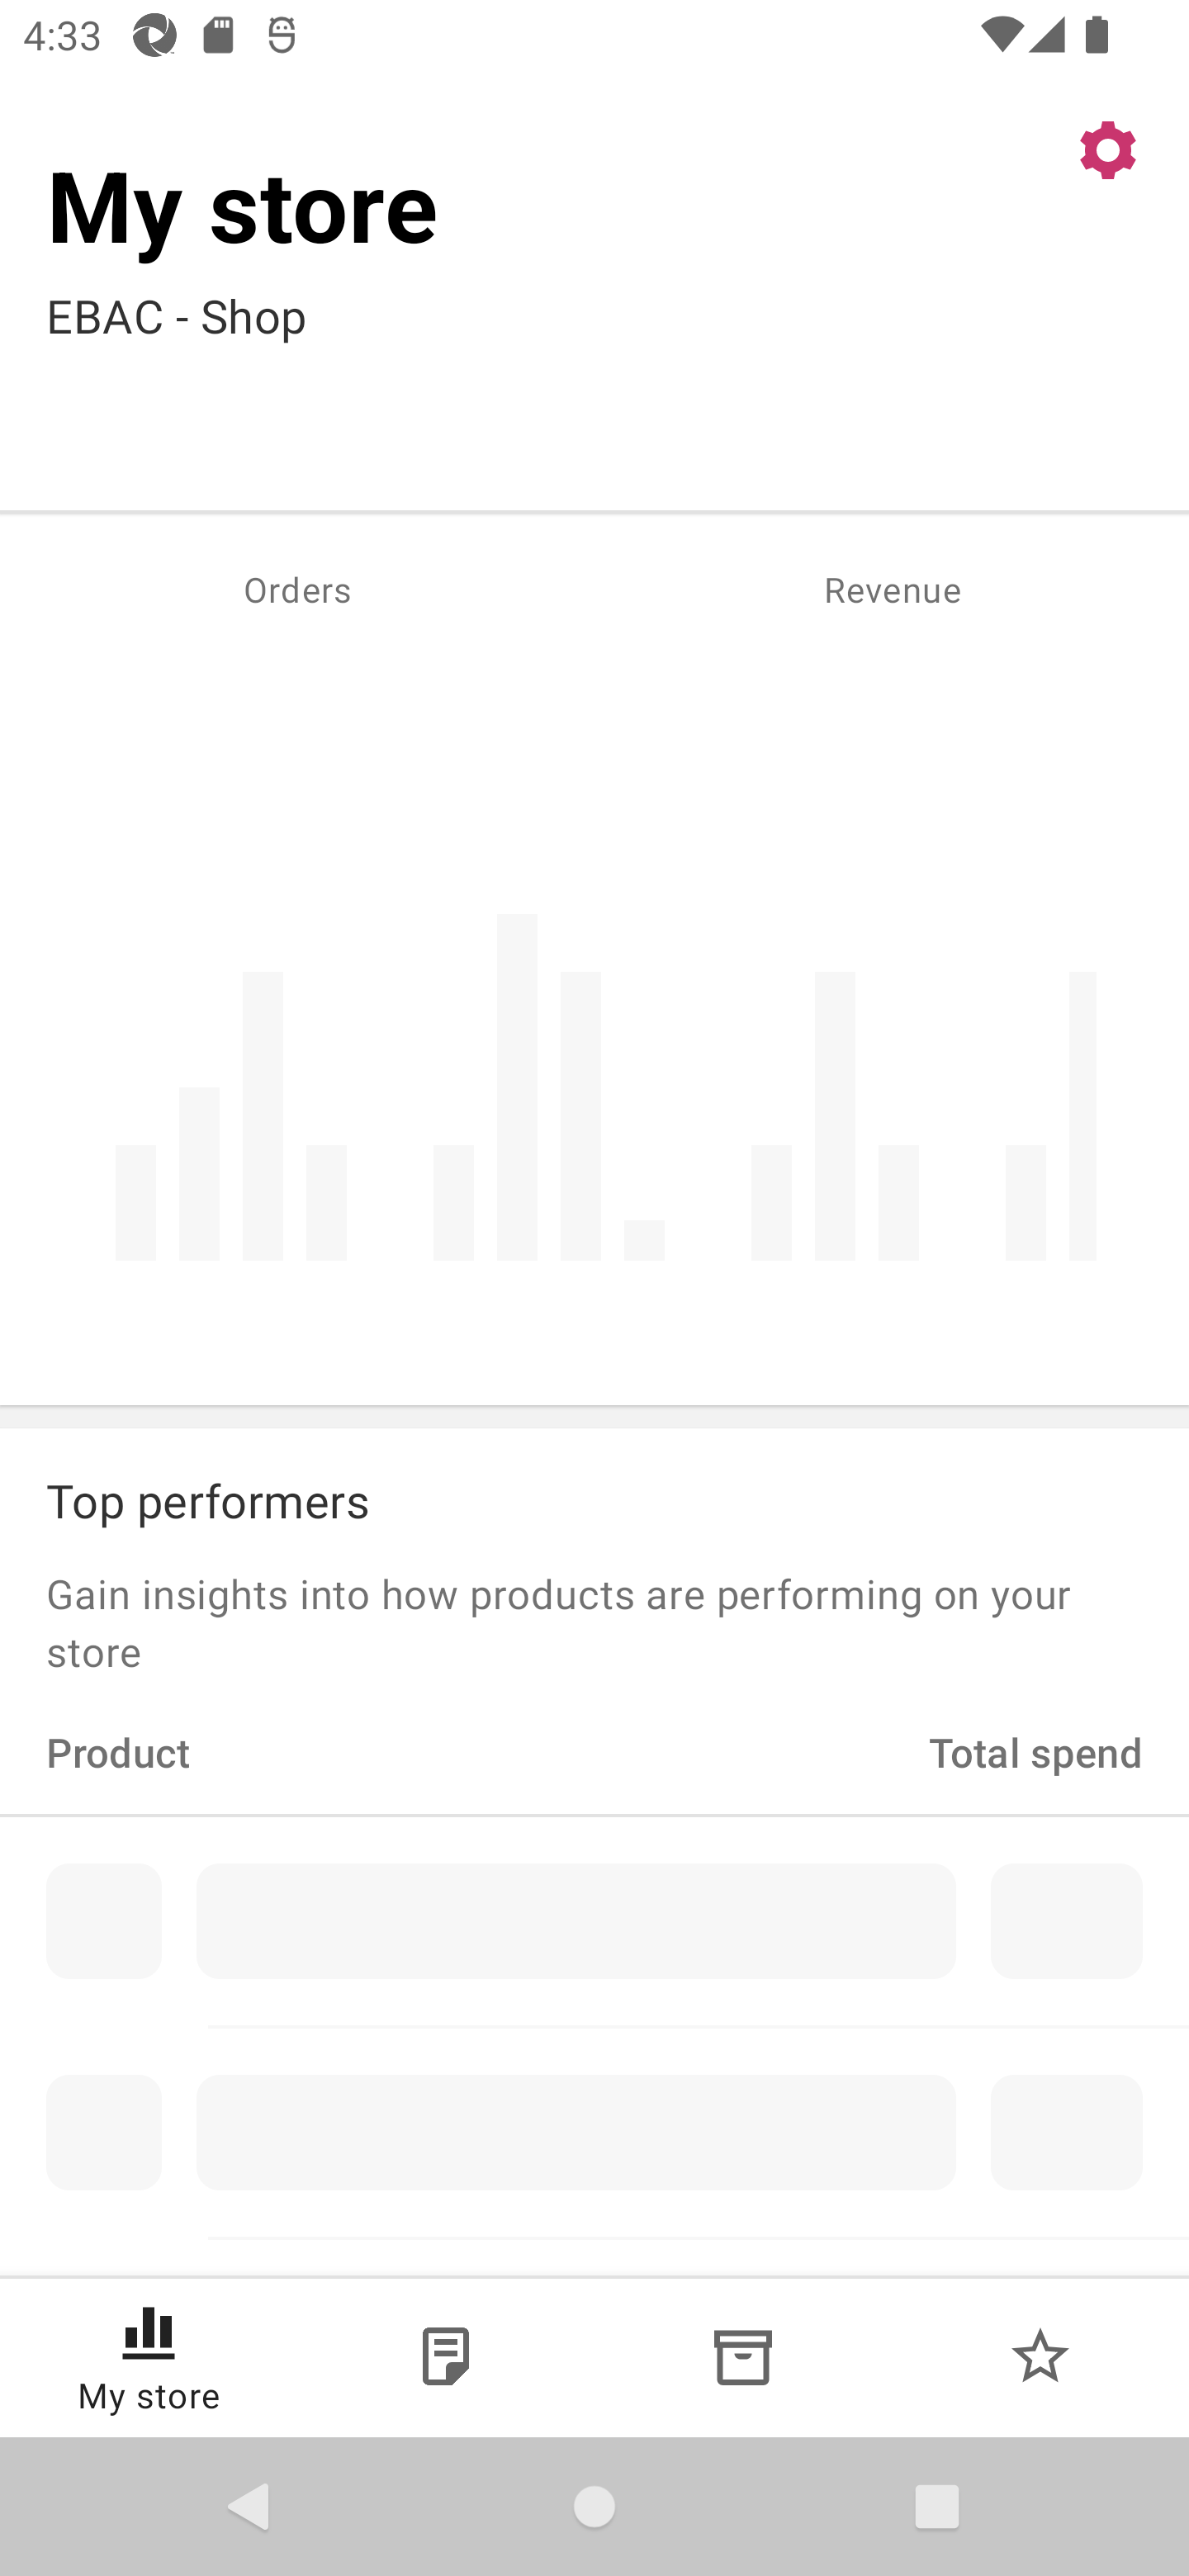 4:33
My store
EBAC - Shop
Orders
Revenue
Top performers
Gain insights into how products are performing on your
store
Product
Total spend
My store